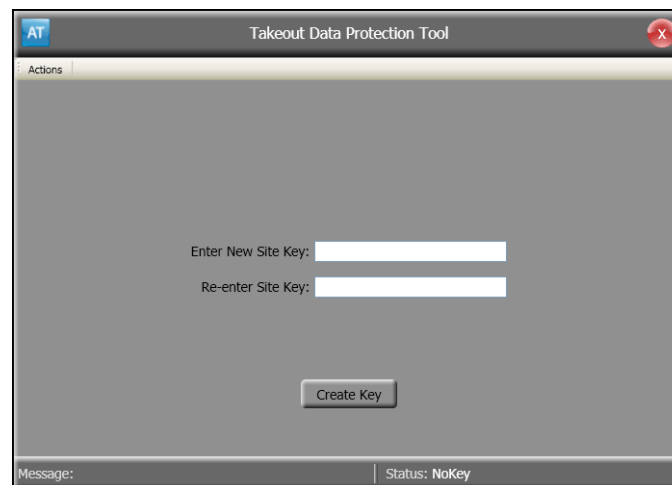 AT Takeout Data Protection Tool X
Actions
Enter New Site Key:
Re-enter Site Key:
Create Key
Message: Status: NoKey